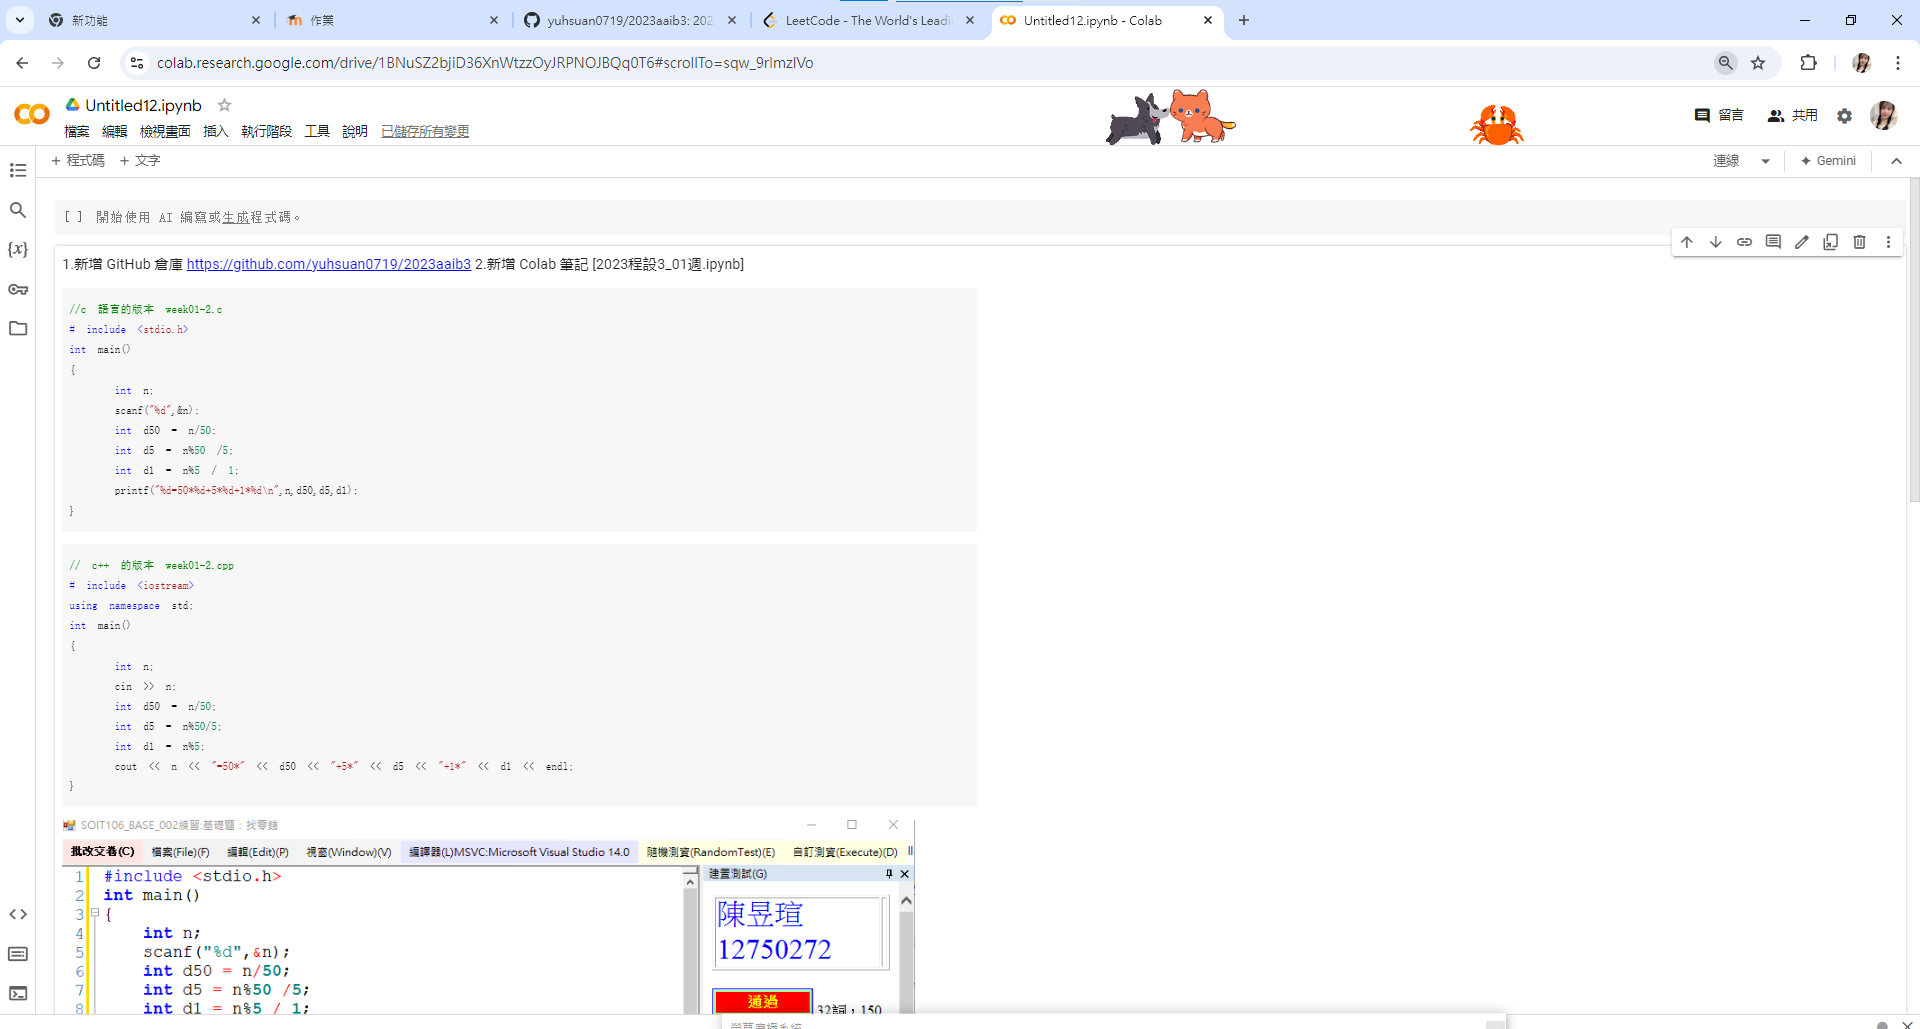 新功能
作業
yuhsuan0719/2023aaib3: 202
LeetCode - The World's Leadi
Untitled12.ipynb - Colab
colab.research.google.com/drive/1BNuSZ2bjiD36XnWtzzOyJRPNOJBQq0T6#scrollTo=sqw_9rlmzlVo
Untitled12.ipynb
留言
共用
檔案 編輯 檢視畫面 插入 執行階段 工具 說明 已儲存所有變更
+ 程式碼 + 文字
連線
Gemini
[ ] 開始使用 AI 編寫或生成程式碼。
1.新增 GitHub 倉庫 https://github.com/yuhsuan0719/2023aaib3 2.新增 Colab 筆記 [2023程設3_01週.ipynb]
//c 語言的版本 week01-2.c
# include <stdio.h>
int main()
{
int n;
scanf("%d",&n);
int d50 = n/50;
int d5 = n%50 /5;
int d1 = n%5 / 1;
printf("%d=50*%d+5*%d+1*%d\n",n,d50,d5,d1);
}
// c++ 的版本 week01-2.cpp
# include <iostream>
using namespace std;
int main()
{
int n;
cin >> n;
int d50 = n/50;
int d5 = n%50/5;
int d1 = n%5;
cout << n << "=50*" << d50 << "+5*" << d5 << "+1*" << d1 << endl;
}
SOIT106_BASE_002練習:基礎題：找零錢
批改交卷(C) 檔案(File)(F) 編輯(Edit)(P) 視窗(Window)(V) 編譯器(L)MSVC:Microsoft Visual Studio 14.0 隨機測資(RandomTest)(E) 自訂測資(Execute)(D)
建置測試(G)
1 #include <stdio.h>
2 int main()
3 {
4 int n;
5 scanf("%d",&n);
6 int d50 = n/50;
7 int d5 = n%50 /5;
8 int d1 = n%5 / 1;
陳昱瑄
12750272
通過
32詞，150